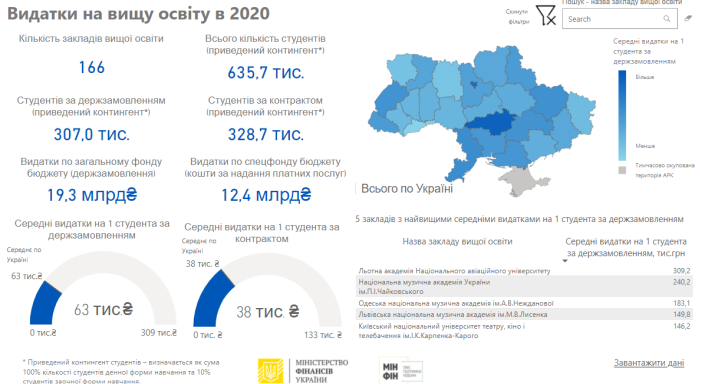 Видатки на вищу освіту в 2020
Скинути
фільтри
Пошук - назва закладу вищої освіти
Search
Кількість закладів вищої освіти
166
Всього кількість студентів
(приведений контингент*)
635,7 тис.
Студентів за держзамовленням
(приведений контингент*)
307,0 тис.
Студентів за контрактом
(приведений контингент*)
328,7 тис.
Видатки по загальному фонду
бюджету (держзамовлення)
19,3 млрд₴
Видатки по спецфонду бюджету
(кошти за надання платних послуг)
12,4 млрд₴
Середні видатки на 1 студента за
держзамовленням
Середнє по
Україні
63 тис.₴
63 тис.₴
0 тис.₴
309 тис.₴
Середні видатки на 1 студента за
контрактом
Середнє по
Україні
38 тис. ₴
38 тис. ₴
0 тис.₴
133 тис. ₴
Середні видатки на 1
студента за
держзамовленням
Більше
Менше
Тимчасово окупована
територія АРК
Всього по Україні
5 закладів з найвищими середніми видатками на 1 студента за держзамовленням
Назва закладу вищої освіти
Середні видатки на 1 студента
за держзамовленням, тис.грн
Льотна академія Національного авіаційного університету 309,2
Національна музична академія України
ім.П.І.Чайковського 240,2
Одеська національна музична академія ім.А.В.Нежданової 183,1
Львівська національна музична академія ім.М.В.Лисенка 149,8
Київський національний університет театру, кіно і
телебачення ім.І.К.Карпенка-Карого 146,2
* Приведений контингент студентів – визначається як сума
100% кількості студентів денної форми навчання та 10%
студентів заочної форми навчання.
МІНІСТЕРСТВО
ФІНАНСІВ
УКРАЇНИ
МІН
ФІН
Завантажити дані